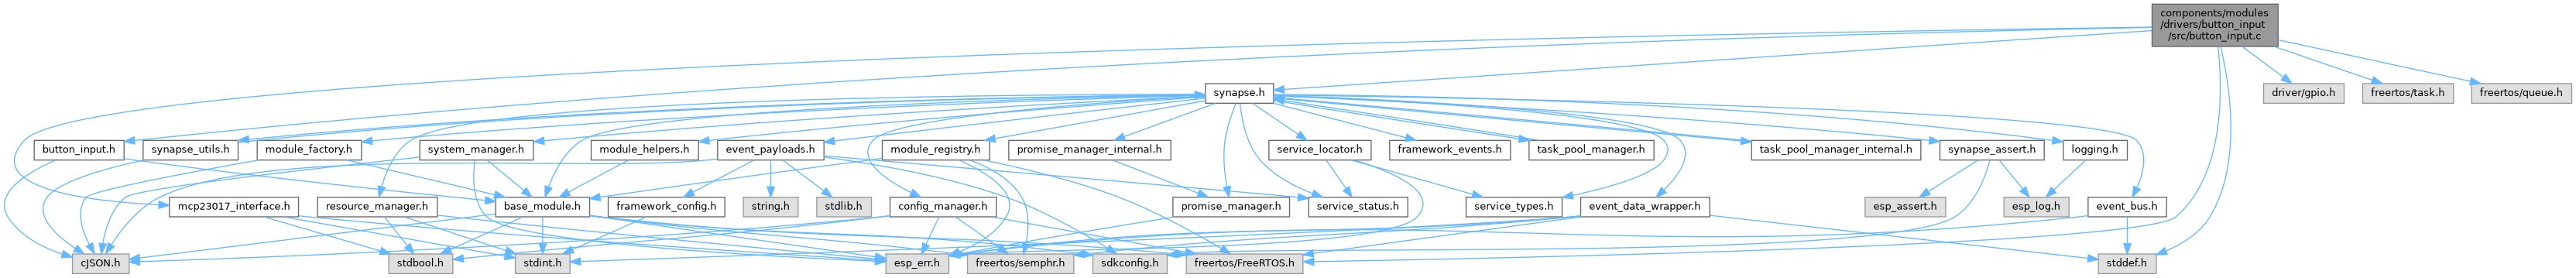 components/modules
/drivers/button_input
/src/button_input.c
synapse.h
driver/gpio.h
freertos/task.h
freertos/queue.h
button_input.h
synapse_utils.h
module_factory.h
system_manager.h
module_helpers.h
event_payloads.h
module_registry.h
promise_manager_internal.h
service_locator.h
framework_events.h
task_pool_manager.h
task_pool_manager_internal.h
synapse_assert.h
logging.h
mcp23017_interface.h
resource_manager.h
base_module.h
framework_config.h
string.h
stdlib.h
config_manager.h
promise_manager.h
service_status.h
service_types.h
event_data_wrapper.h
esp_assert.h
esp_log.h
event_bus.h
cJSON.h
stdbool.h
stdint.h
esp_err.h
freertos/semphr.h
sdkconfig.h
freertos/FreeRTOS.h
stddef.h